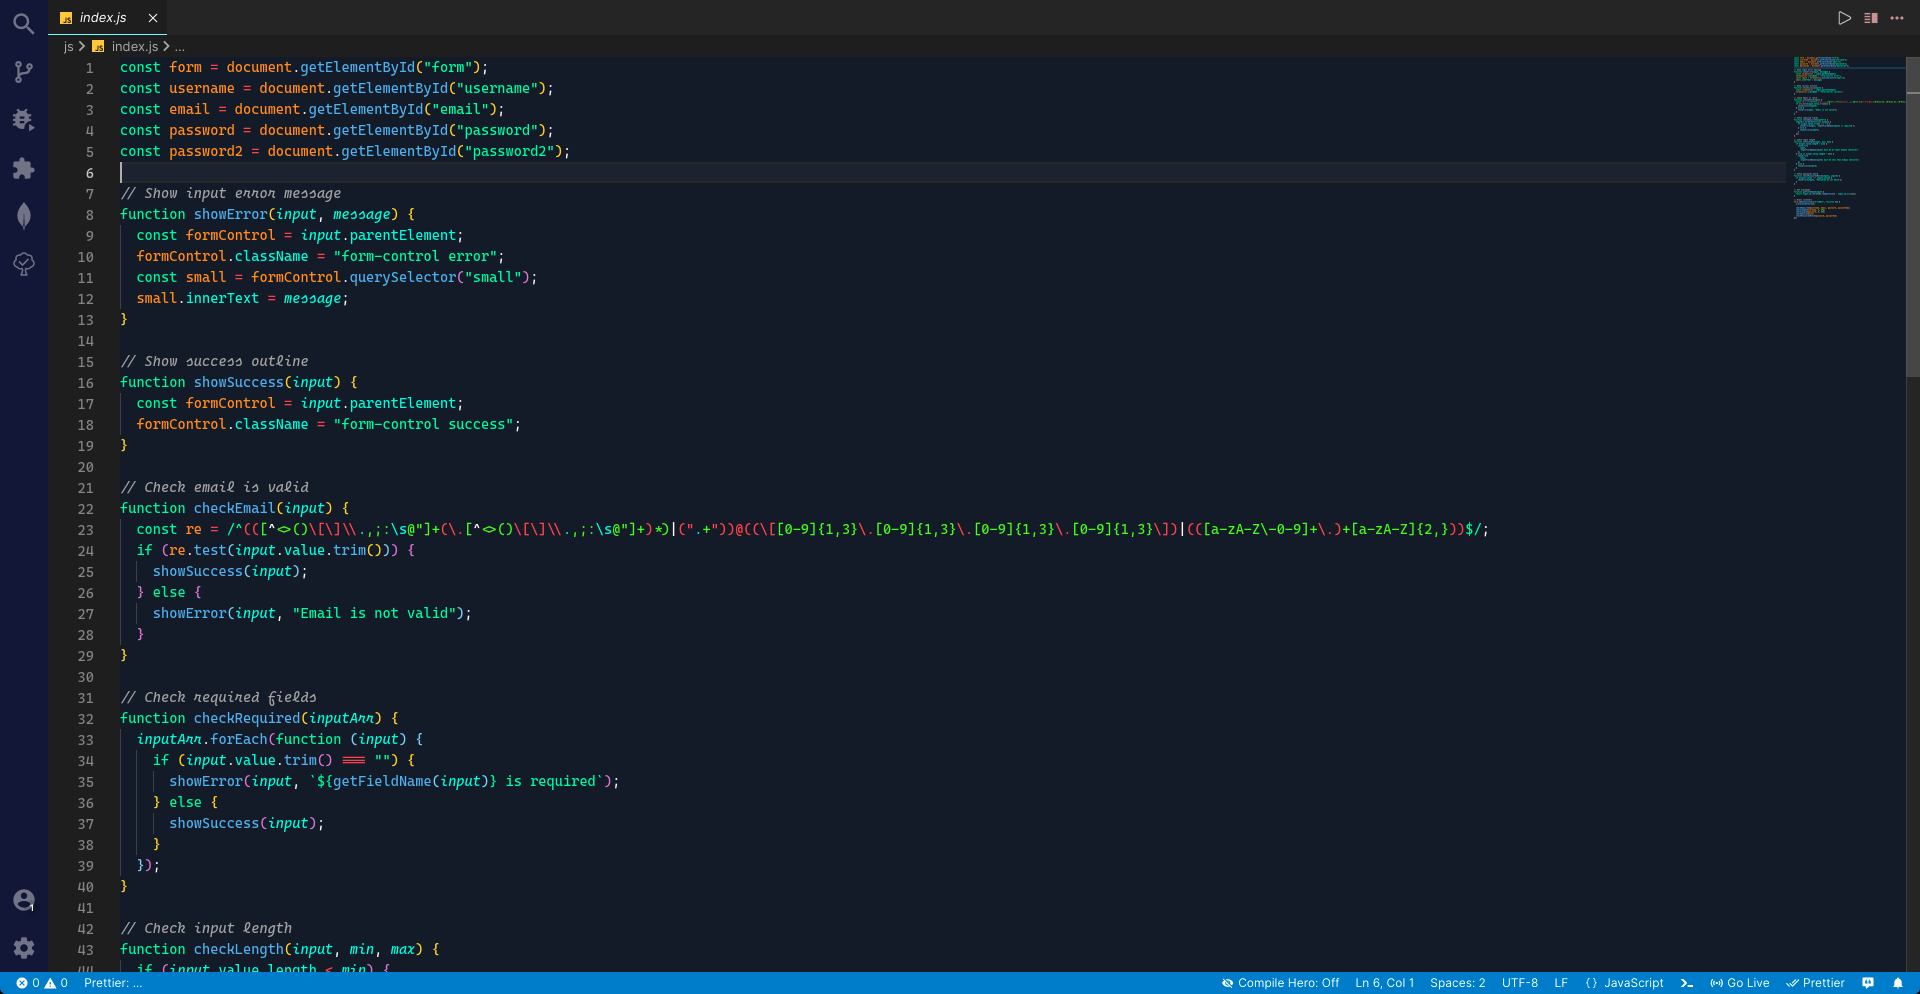 index.js
js > index.js > ...
1 const form = document.getElementById("form");
2 const username = document.getElementById("username");
3 const email = document.getElementById("email");
4 const password = document.getElementById("password");
5 const password2 = document.getElementById("password2");
6
7 // Show input error message
8 function showError(input, message) {
9 const formControl = input.parentElement;
10 formControl.className = "form-control error";
11 const small = formControl.querySelector("small");
12 small.innerText = message;
13 }
14
15 // Show success outline
16 function showSuccess(input) {
17 const formControl = input.parentElement;
18 formControl.className = "form-control success";
19 }
20
21 // Check email is valid
22 function checkEmail(input) {
23 const re = /^(([^<>()\[\]\\.,;:\s@"]+(\.[^<>()\[\]\\.,;:\s@"]+)*)|(".+"))@((\[[0-9]{1,3}\.[0-9]{1,3}\.[0-9]{1,3}\.[0-9]{1,3}\])|(([a-zA-Z\-0-9]+\.)+[a-zA-Z]{2,}))$/;
24 if (re.test(input.value.trim())) {
25 showSuccess(input);
26 } else {
27 showError(input, "Email is not valid");
28 }
29 }
30
31 // Check required fields
32 function checkRequired(inputArr) {
33 inputArr.forEach(function (input) {
34 if (input.value.trim() === "") {
35 showError(input, `${getFieldName(input)} is required`);
36 } else {
37 showSuccess(input);
38 }
39 });
40 }
41
42 // Check input length
43 function checkLength(input, min, max) {
44 if (input.value.length < min) {
0 0 Prettier: ... Compile Hero: Off Ln 6, Col 1 Spaces: 2 UTF-8 LF {} JavaScript Go Live Prettier